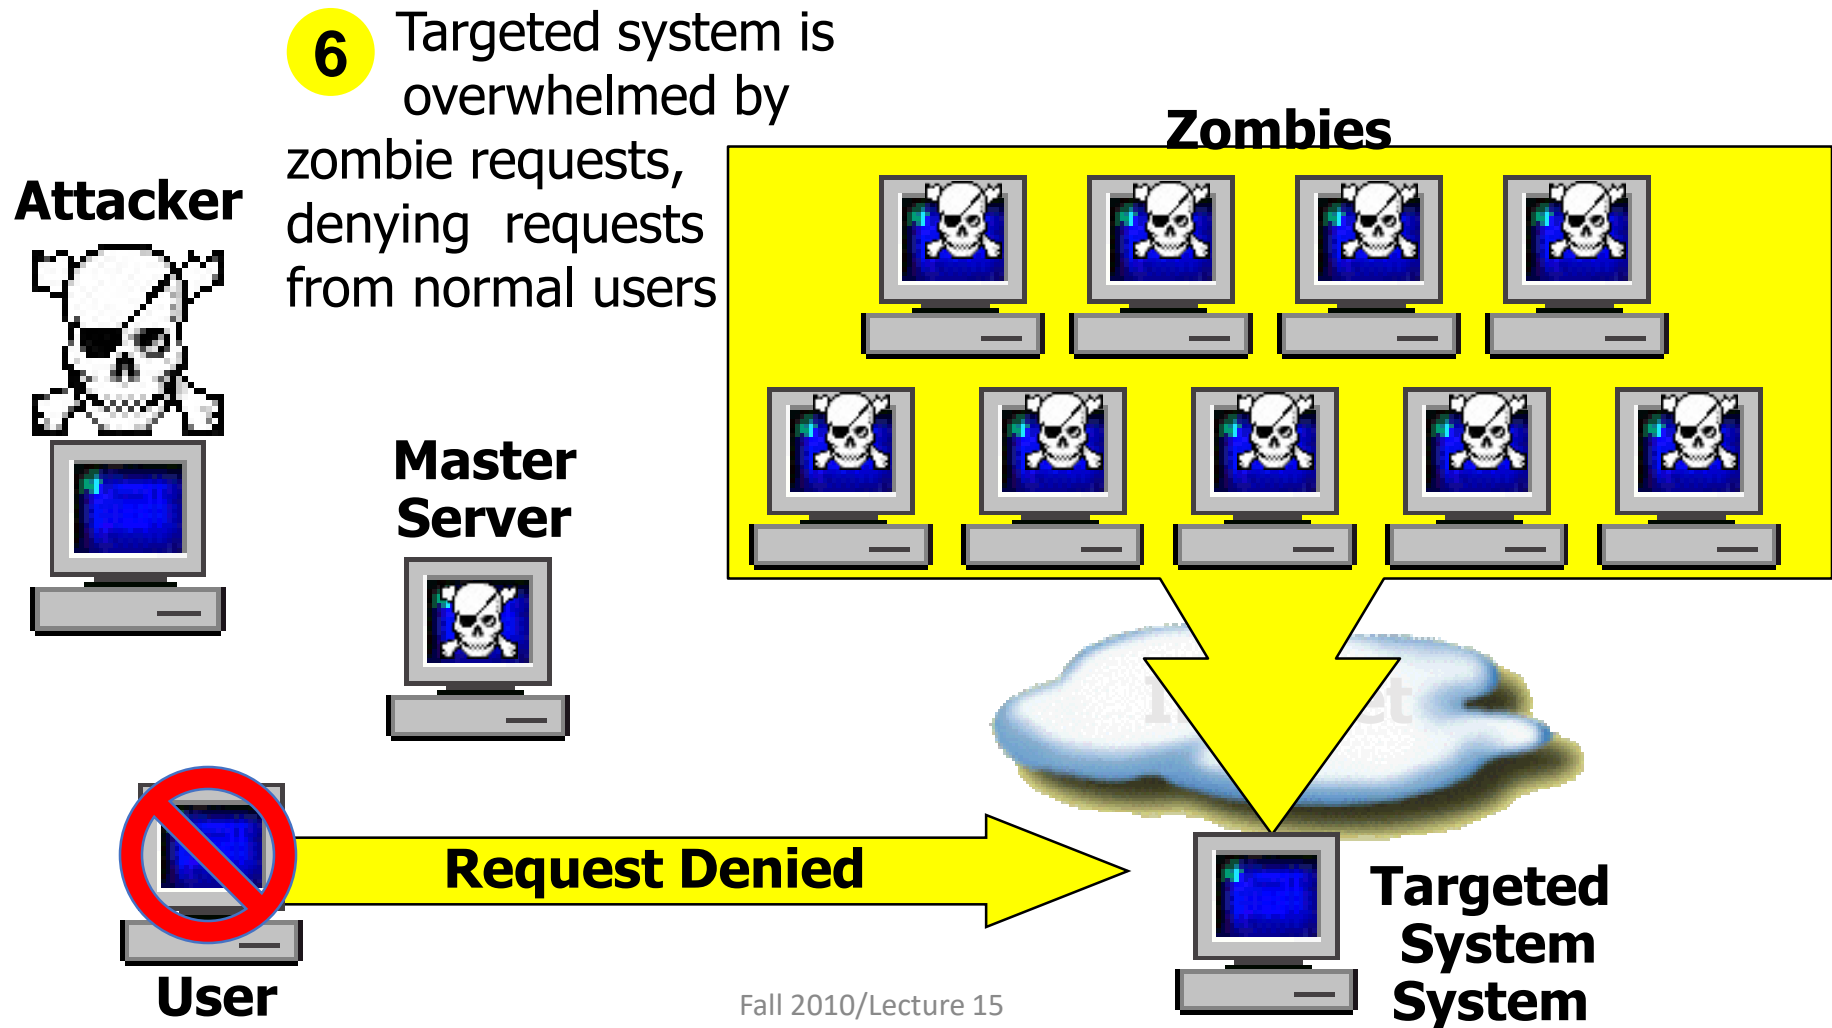 6 Targeted system is
overwhelmed by
zombie requests,
denying requests
from normal users
Zombies
Attacker
Master
Server
Request Denied
User
Targeted
System
System
Fall 2010/Lecture 15